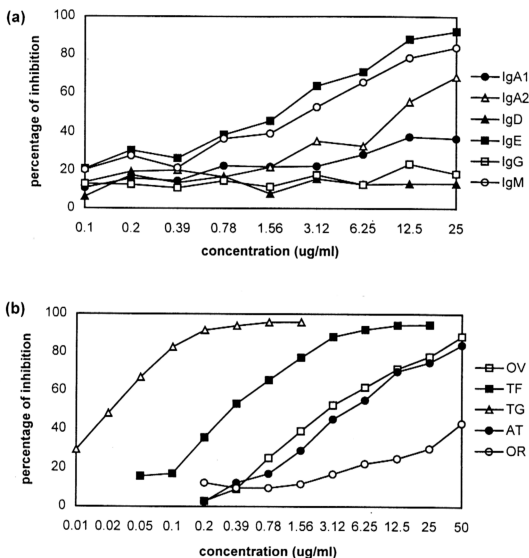 (a)
percentage of inhibition
100
80
60
40
20
0
0.1 0.2 0.39 0.78 1.56 3.12 6.25 12.5 25
concentration (ug/ml)
IgA1
IgA2
IgD
IgE
IgG
IgM
(b)
percentage of inhibition
100
80
60
40
20
0
0.01 0.02 0.05 0.1 0.2 0.39 0.78 1.56 3.12 6.25 12.5 25 50
concentration (ug/ml)
OV
TF
TG
AT
OR